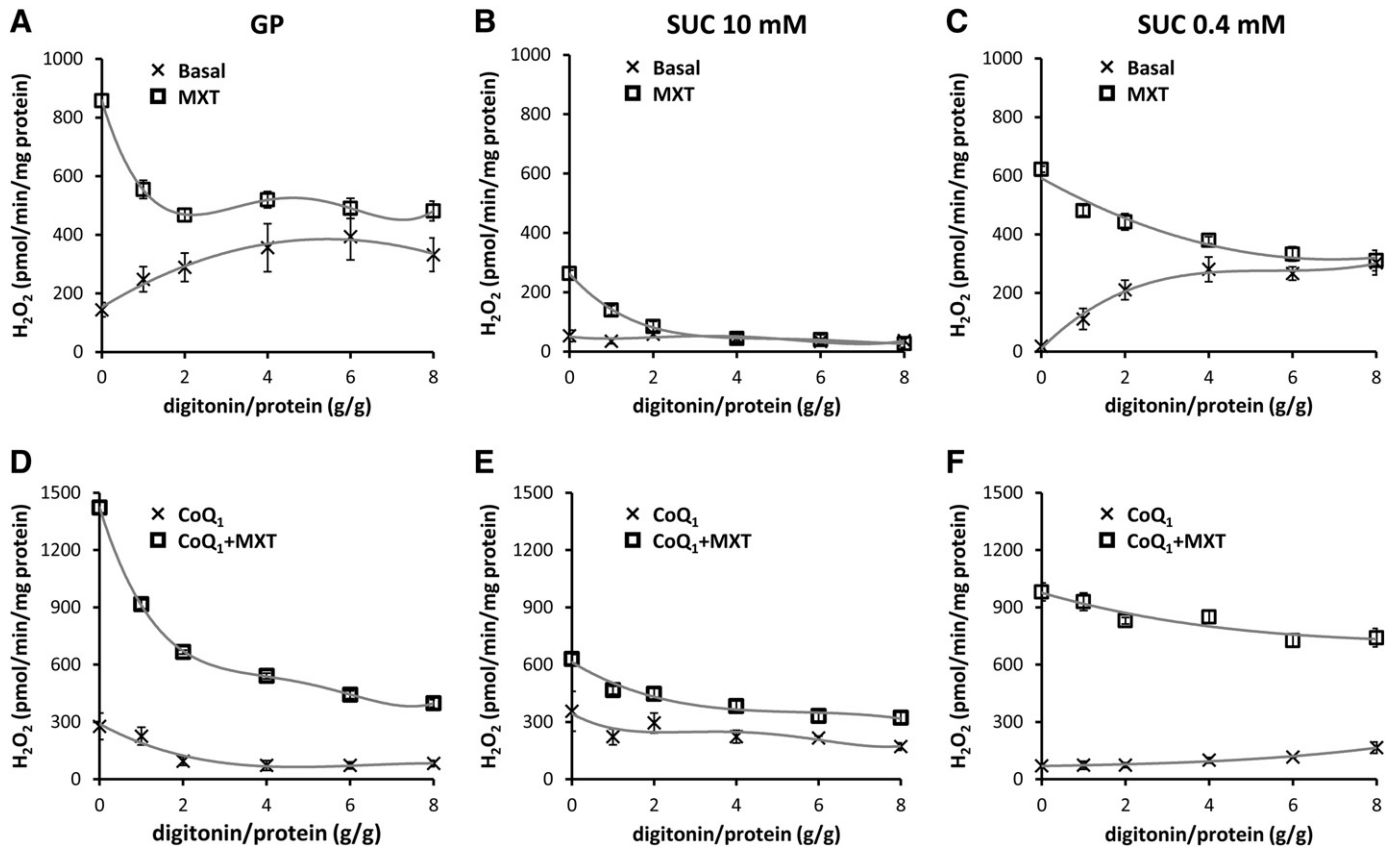 A
GP
H₂O₂ (pmol/min/mg protein)
1000
800
600
400
200
0
Basal
MXT
0 2 4 6 8
digitonin/protein (g/g)
B
SUC 10 mM
H₂O₂ (pmol/min/mg protein)
1000
800
600
400
200
0
Basal
MXT
0 2 4 6 8
digitonin/protein (g/g)
C
SUC 0.4 mM
H₂O₂ (pmol/min/mg protein)
1000
800
600
400
200
0
Basal
MXT
0 2 4 6 8
digitonin/protein (g/g)
D
H₂O₂ (pmol/min/mg protein)
1500
1200
900
600
300
0
CoQ₁
CoQ₁+MXT
0 2 4 6 8
digitonin/protein (g/g)
E
H₂O₂ (pmol/min/mg protein)
1500
1200
900
600
300
0
CoQ₁
CoQ₁+MXT
0 2 4 6 8
digitonin/protein (g/g)
F
H₂O₂ (pmol/min/mg protein)
1500
1200
900
600
300
0
CoQ₁
CoQ₁+MXT
0 2 4 6 8
digitonin/protein (g/g)